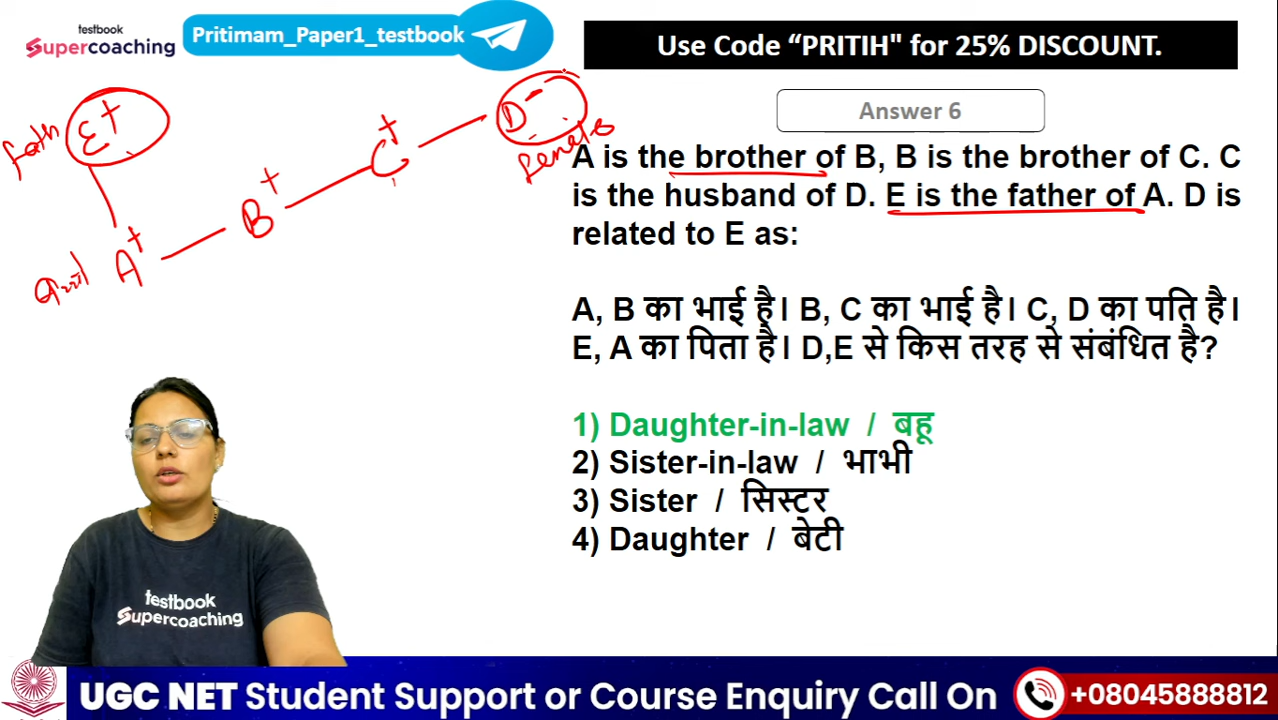 testbook
Supercoaching
Pritimam_Paper1_testbook
Use Code “PRITIH" for 25% DISCOUNT.
Answer 6
A is the brother of B, B is the brother of C. C
is the husband of D. E is the father of A. D is
related to E as:
A, B का भाई है। B, C का भाई है। C, D का पति है।
E, A का पिता है। D,E से किस तरह से संबंधित है?
1) Daughter-in-law / बहू
2) Sister-in-law / भाभी
3) Sister / सिस्टर
4) Daughter / बेटी
Fath
E+
A+
B+
C+
D-
testbook
Supercoaching
UGC NET Student Support or Course Enquiry Call On
+08045888812